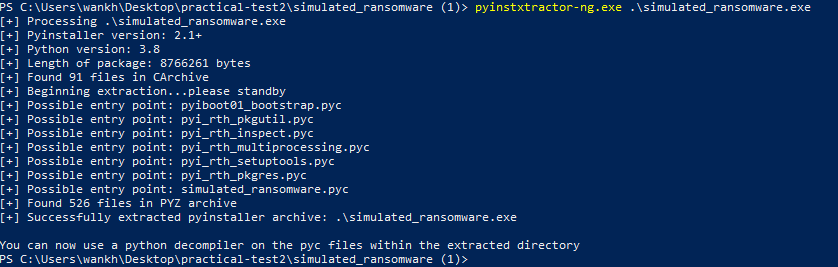 PS C:\Users\wankh\Desktop\practical-test2\simulated_ransomware (1)> pyinstxtractor-ng.exe .\simulated_ransomware.exe
[+] Processing .\simulated_ransomware.exe
[+] Pyinstaller version: 2.1+
[+] Python version: 3.8
[+] Length of package: 8766261 bytes
[+] Found 91 files in CArchive
[+] Beginning extraction...please standby
[+] Possible entry point: pyiboot01_bootstrap.pyc
[+] Possible entry point: pyi_rth_pkgutil.pyc
[+] Possible entry point: pyi_rth_inspect.pyc
[+] Possible entry point: pyi_rth_multiprocessing.pyc
[+] Possible entry point: pyi_rth_setuptools.pyc
[+] Possible entry point: pyi_rth_pkgres.pyc
[+] Possible entry point: simulated_ransomware.pyc
[+] Found 526 files in PYZ archive
[+] Successfully extracted pyinstaller archive: .\simulated_ransomware.exe
You can now use a python decompiler on the pyc files within the extracted directory
PS C:\Users\wankh\Desktop\practical-test2\simulated_ransomware (1)>